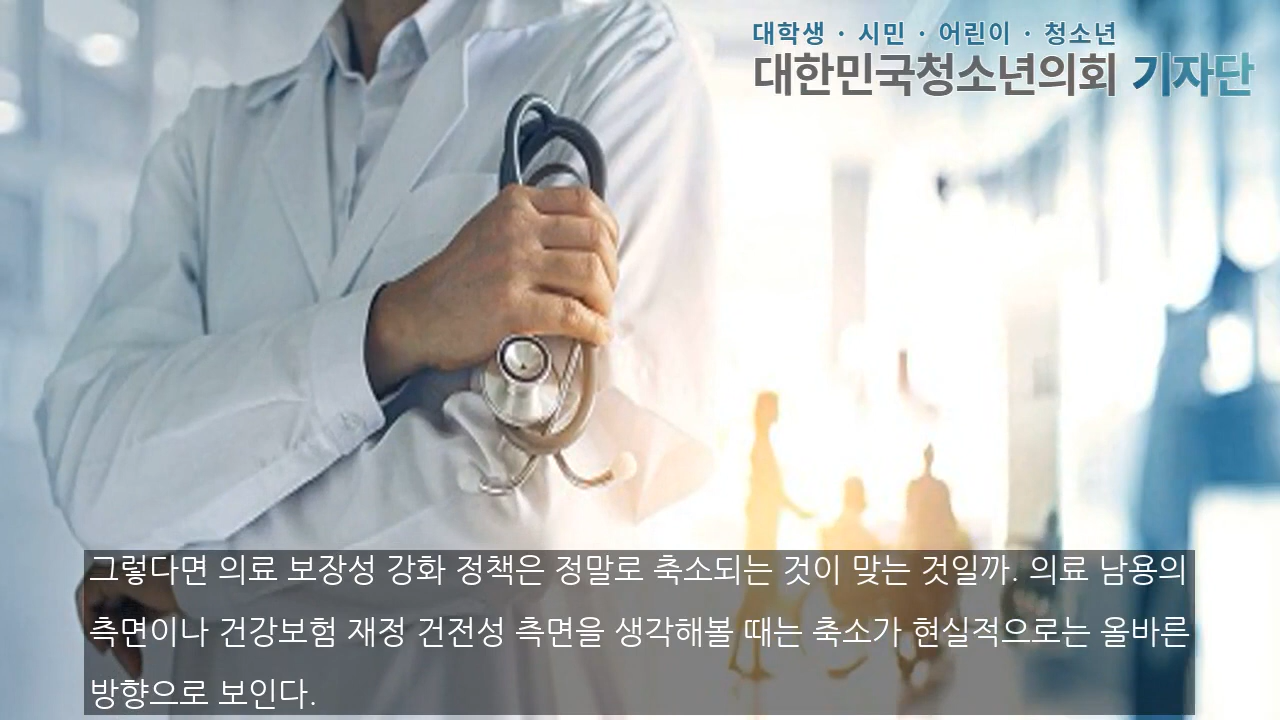 대학생 · 시민 · 어린이 · 청소년
대한민국청소년의회 기자단
그렇다면 의료 보장성 강화 정책은 정말로 축소되는 것이 맞는 것일까. 의료 남용의
측면이나 건강보험 재정 건전성 측면을 생각해볼 때는 축소가 현실적으로는 올바른
방향으로 보인다.